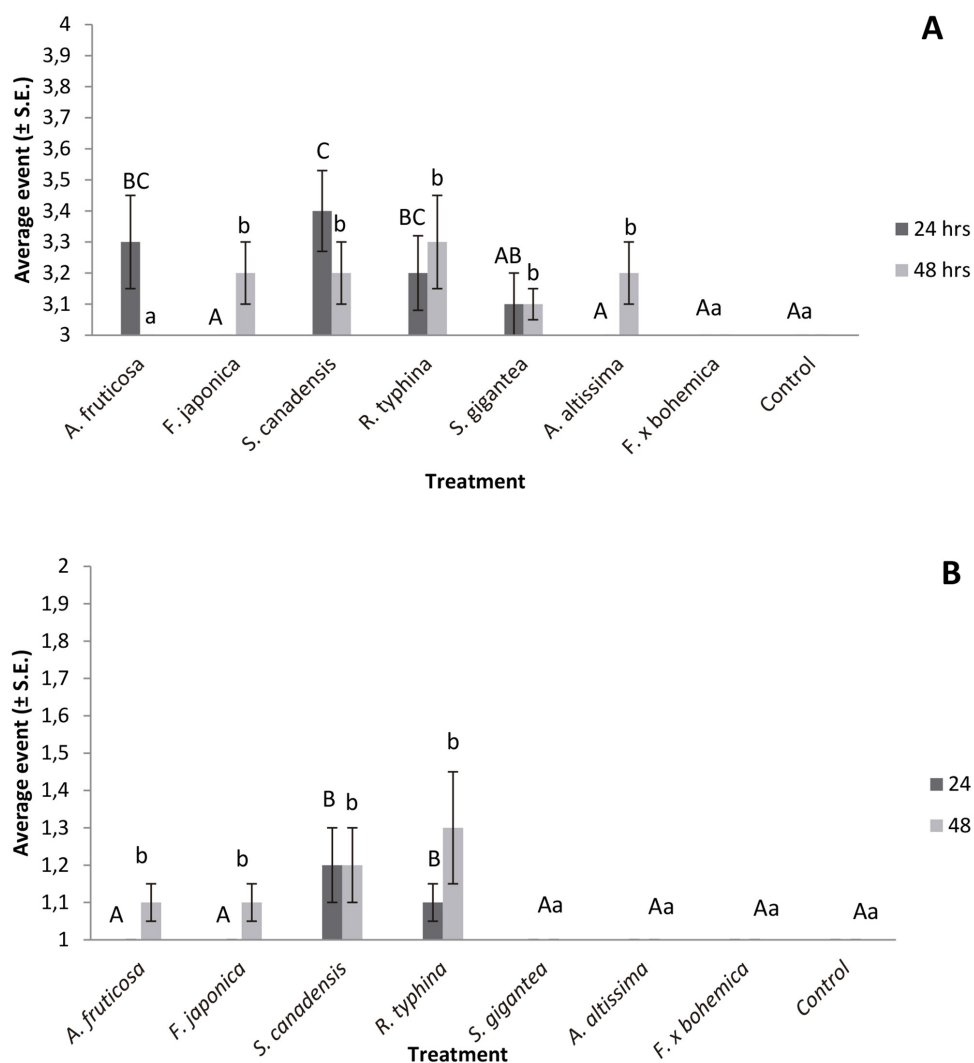 A
4
3,9
3,8
3,7
3,6
3,5
3,4
3,3
3,2
3,1
3
Average event (± S.E.)
BC
a
A
b
C
b
BC
b
AB
b
A
b
Aa
Aa
24 hrs
48 hrs
A. fruticosa
F. japonica
S. canadensis
R. typhina
S. gigantea
A. altissima
F. x bohemica
Control
Treatment
B
2
1,9
1,8
1,7
1,6
1,5
1,4
1,3
1,2
1,1
1
Average event (± S.E.)
A
b
A
b
B
b
B
b
Aa
Aa
Aa
Aa
24
48
A. fruticosa
F. japonica
S. canadensis
R. typhina
S. gigantea
A. altissima
F. x bohemica
Control
Treatment